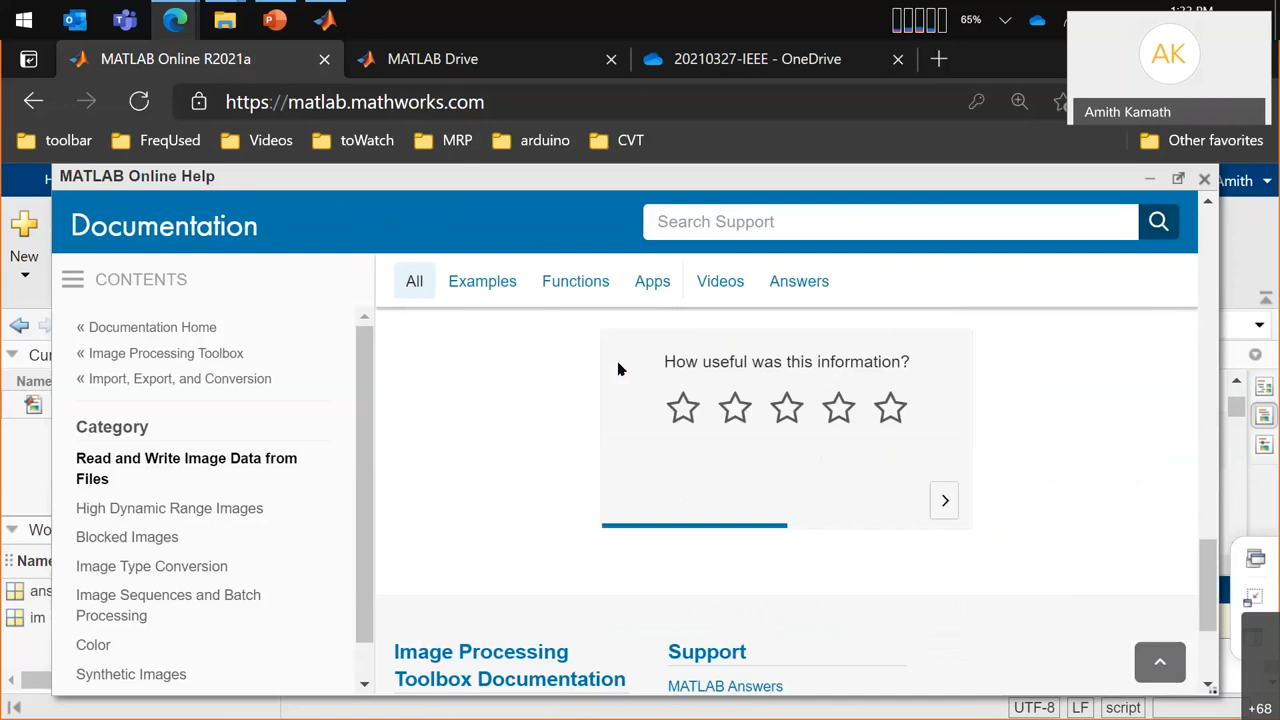 65%
MATLAB Online R2021a
MATLAB Drive
20210327-IEEE - OneDrive
AK
Amith Kamath
https://matlab.mathworks.com
toolbar
FreqUsed
Videos
toWatch
MRP
arduino
CVT
Other favorites
MATLAB Online Help
Amith
Documentation
Search Support
New
CONTENTS
All
Examples
Functions
Apps
Videos
Answers
« Documentation Home
« Image Processing Toolbox
« Import, Export, and Conversion
Name
How useful was this information?
Category
Read and Write Image Data from
Files
High Dynamic Range Images
Blocked Images
Image Type Conversion
Image Sequences and Batch
Processing
Color
Synthetic Images
ans
im
Image Processing
Toolbox Documentation
Support
MATLAB Answers
UTF-8
LF
script
+68